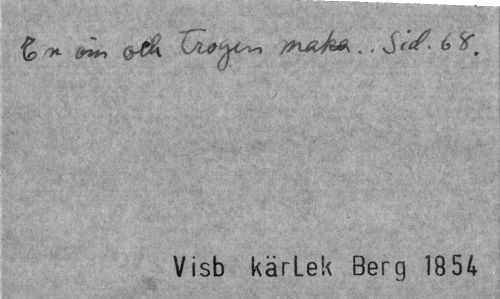 En öm och trogen maka.. Sid. 68.
Visb kärLek Berg 1854